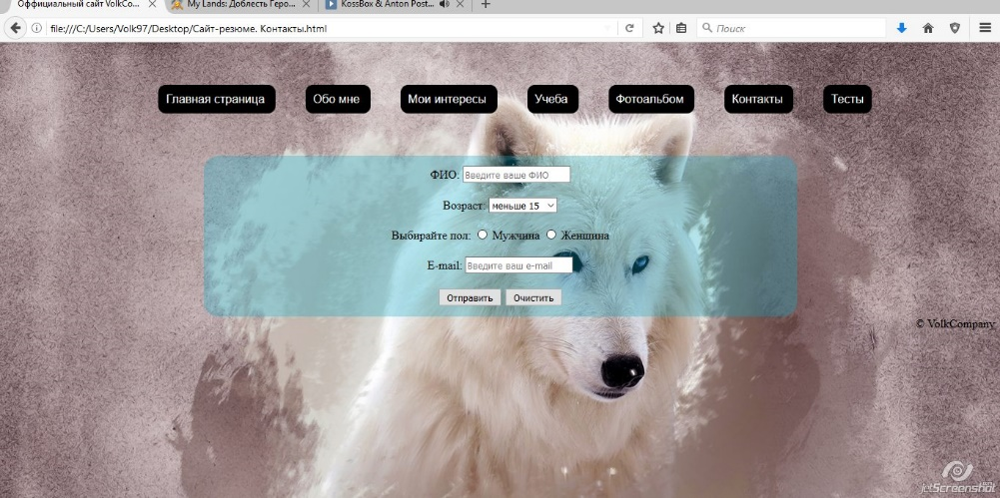 Оффициальный сайт VolkCo...
My Lands: Доблесть Геро...
KossBox & Anton Post...
file:///C:/Users/Volk97/Desktop/Сайт-резюме. Контакты.html
Поиск
Главная страница
Обо мне
Мои интересы
Учеба
Фотоальбом
Контакты
Тесты
ФИО: Введите ваше ФИО
Возраст: меньше 15
Выбирайте пол: Мужчина Женщина
E-mail: Введите ваш e-mail
Отправить Очистить
© VolkCompany
jetScreenshot